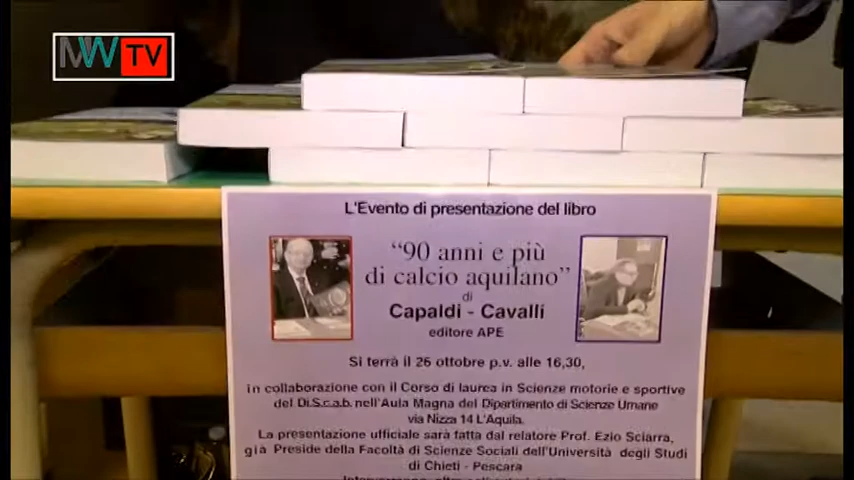 MW TV
L'Evento di presentazione del libro
"90 anni e più
di calcio aquilano"
di
Capaldi - Cavalli
editore APE
Si terrà il 26 ottobre p.v. alle 16,30,
in collaborazione con il Corso di laurea in Scienze motorie e sportive
del Di.S.c.a.b. nell'Aula Magna del Dipartimento di Scienze Umane
via Nizza 14 L'Aquila.
La presentazione ufficiale sarà fatta dal relatore Prof. Ezio Sciarra,
già Preside della Facoltà di Scienze Sociali dell'Università degli Studi
di Chieti - Pescara